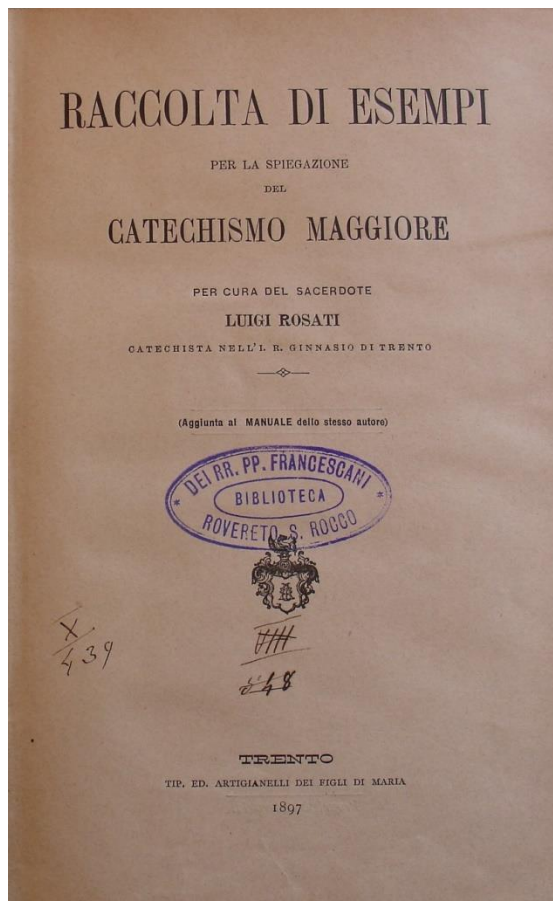 RACCOLTA DI ESEMPI
PER LA SPIEGAZIONE
DEL
CATECHISMO MAGGIORE
PER CURA DEL SACERDOTE
LUIGI ROSATI
CATECHISTA NELL'I. R. GINNASIO DI TRENTO
(Aggiunta al MANUALE dello stesso autore)
DEI RR. PP. FRANCESCANI
BIBLIOTECA
ROVERETO S. ROCCO
X
439
VIII
TRENTO
TIP. ED. ARTIGIANELLI DEI FIGLI DI MARIA
1897